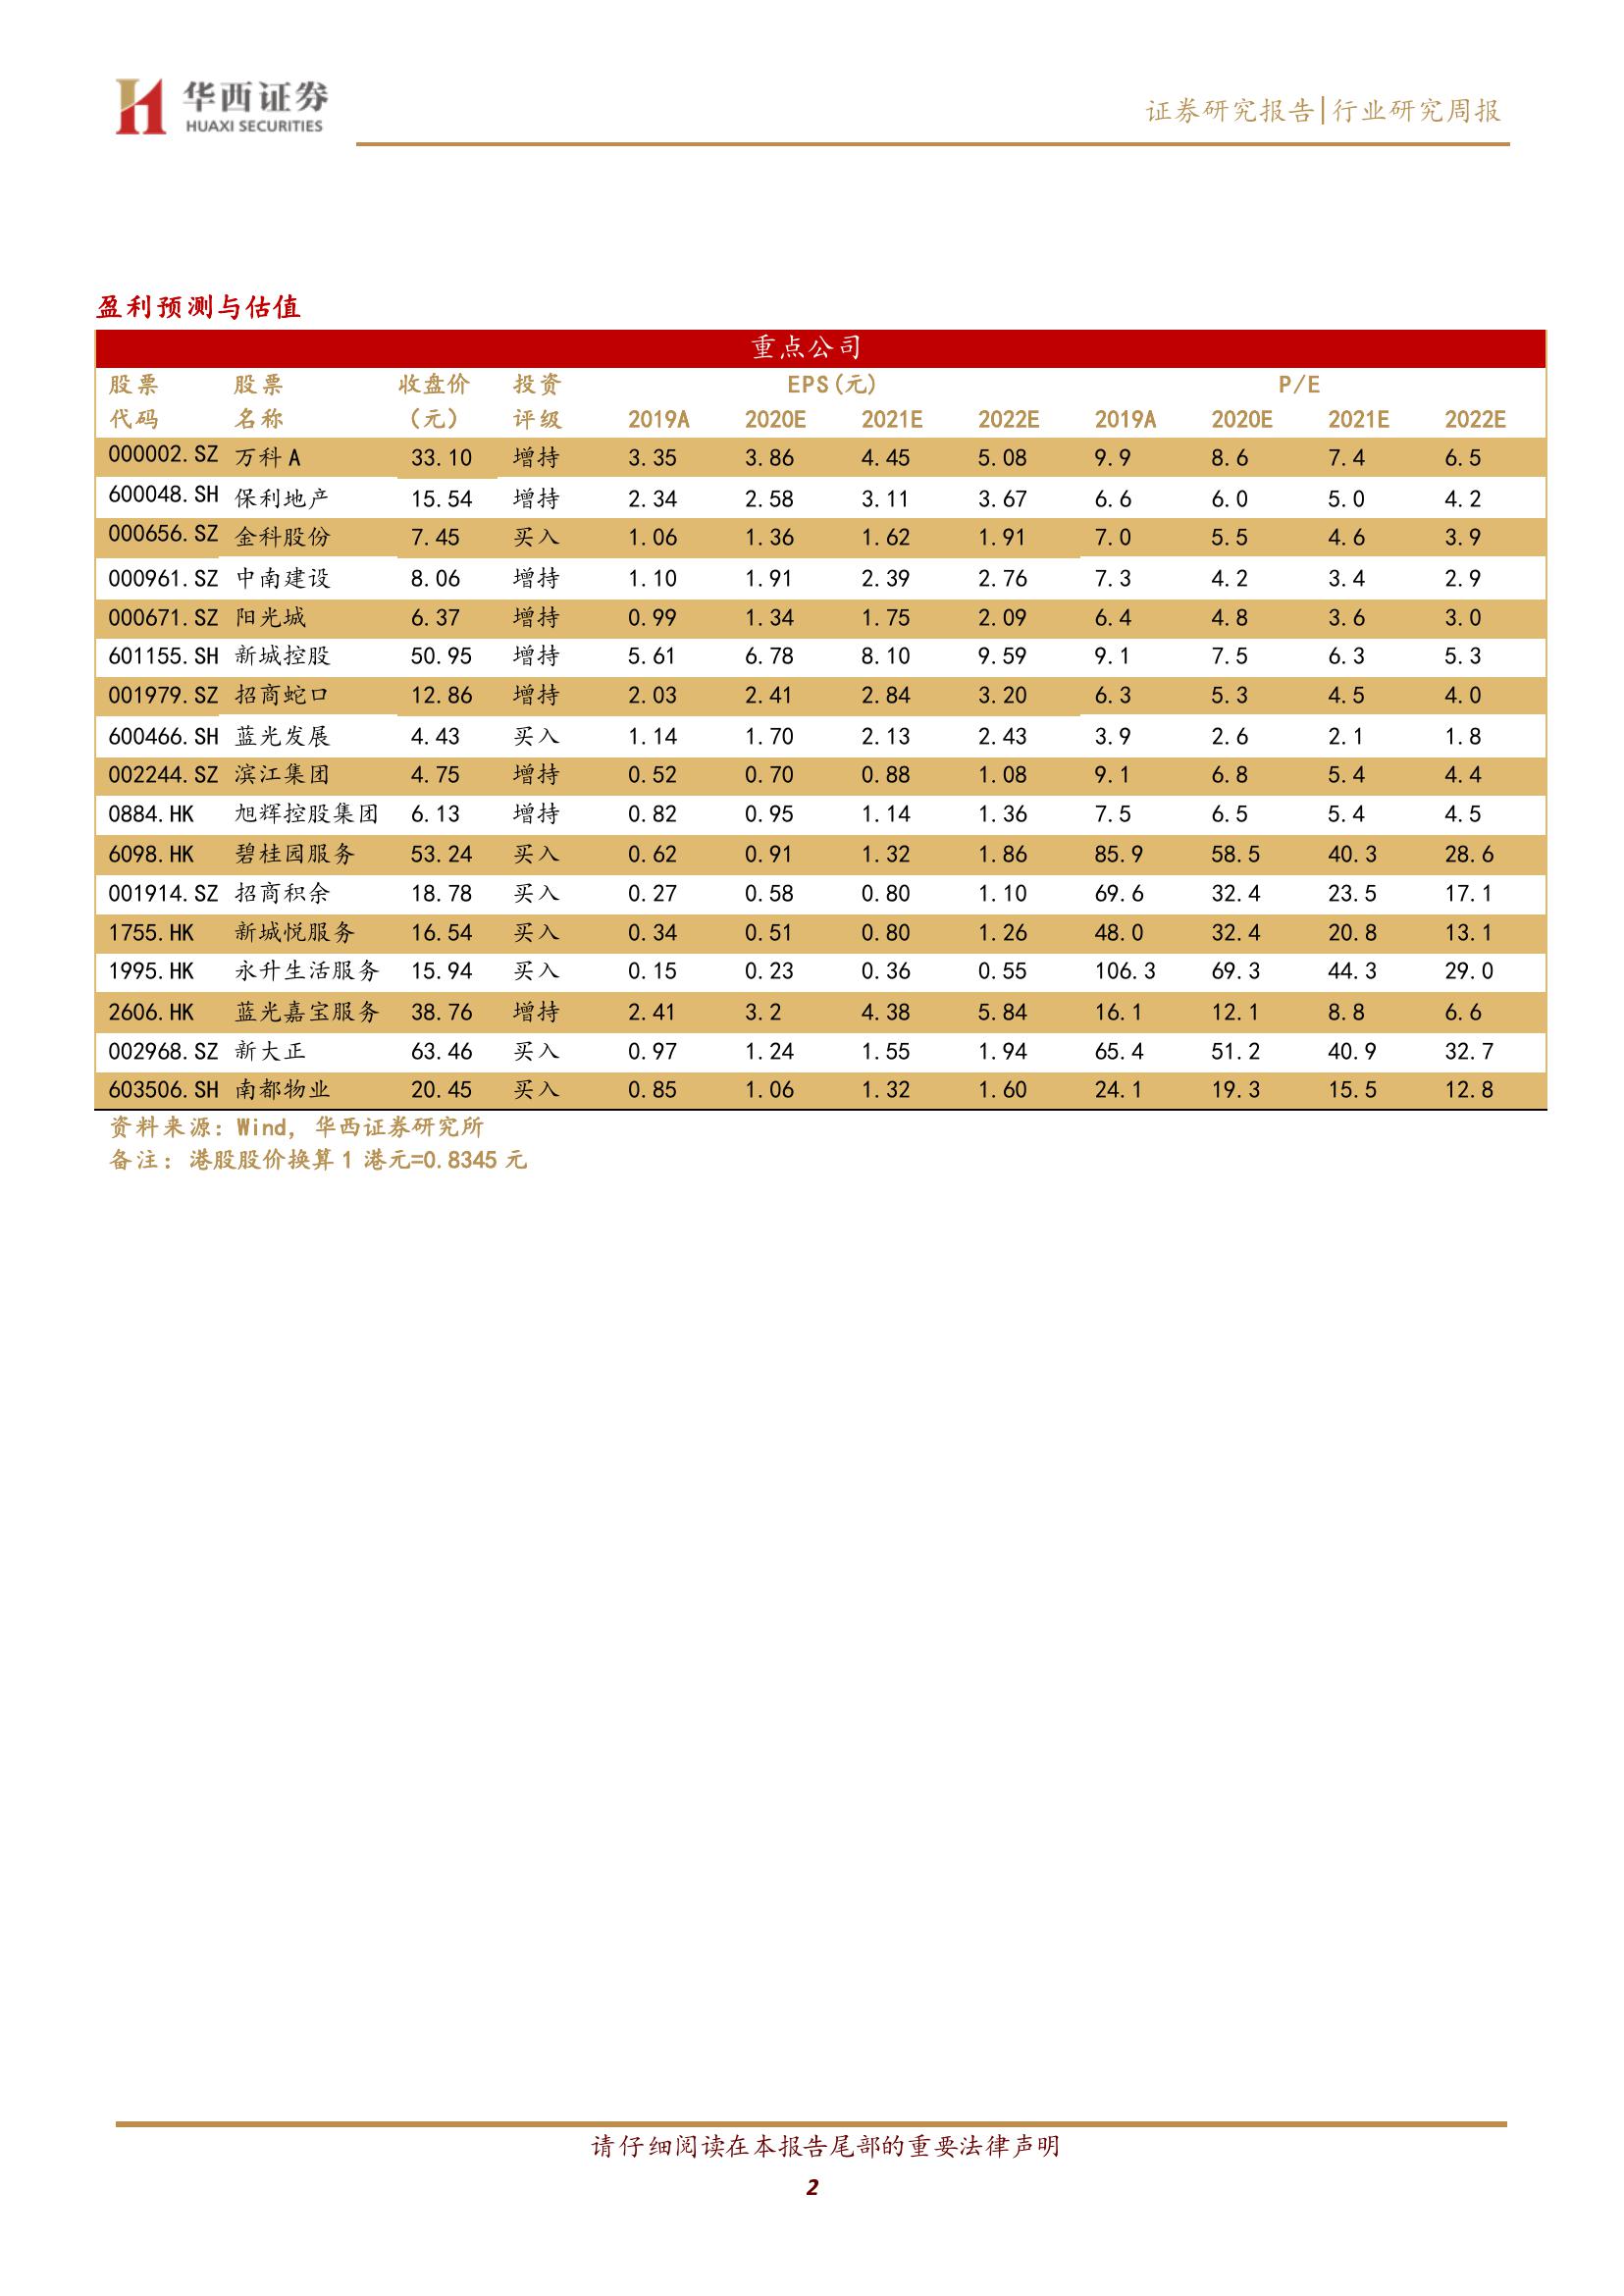 华西证券
HUAXI SECURITIES
证券研究报告|行业研究周报
盈利预测与估值
重点公司
股票 股票 收盘价 投资 EPS(元) P/E
代码 名称 (元) 评级 2019A 2020E 2021E 2022E 2019A 2020E 2021E 2022E
000002.SZ 万科A 33.10 增持 3.35 3.86 4.45 5.08 9.9 8.6 7.4 6.5
600048.SH 保利地产 15.54 增持 2.34 2.58 3.11 3.67 6.6 6.0 5.0 4.2
000656.SZ 金科股份 7.45 买入 1.06 1.36 1.62 1.91 7.0 5.5 4.6 3.9
000961.SZ 中南建设 8.06 增持 1.10 1.91 2.39 2.76 7.3 4.2 3.4 2.9
000671.SZ 阳光城 6.37 增持 0.99 1.34 1.75 2.09 6.4 4.8 3.6 3.0
601155.SH 新城控股 50.95 增持 5.61 6.78 8.10 9.59 9.1 7.5 6.3 5.3
001979.SZ 招商蛇口 12.86 增持 2.03 2.41 2.84 3.20 6.3 5.3 4.5 4.0
600466.SH 蓝光发展 4.43 买入 1.14 1.70 2.13 2.43 3.9 2.6 2.1 1.8
002244.SZ 滨江集团 4.75 增持 0.52 0.70 0.88 1.08 9.1 6.8 5.4 4.4
0884.HK 旭辉控股集团 6.13 增持 0.82 0.95 1.14 1.36 7.5 6.5 5.4 4.5
6098.HK 碧桂园服务 53.24 买入 0.62 0.91 1.32 1.86 85.9 58.5 40.3 28.6
001914.SZ 招商积余 18.78 买入 0.27 0.58 0.80 1.10 69.6 32.4 23.5 17.1
1755.HK 新城悦服务 16.54 买入 0.34 0.51 0.80 1.26 48.0 32.4 20.8 13.1
1995.HK 永升生活服务 15.94 买入 0.15 0.23 0.36 0.55 106.3 69.3 44.3 29.0
2606.HK 蓝光嘉宝服务 38.76 增持 2.41 3.2 4.38 5.84 16.1 12.1 8.8 6.6
002968.SZ 新大正 63.46 买入 0.97 1.24 1.55 1.94 65.4 51.2 40.9 32.7
603506.SH 南都物业 20.45 买入 0.85 1.06 1.32 1.60 24.1 19.3 15.5 12.8
资料来源：Wind，华西证券研究所
备注：港股股价换算1 港元=0.8345 元
请仔细阅读在本报告尾部的重要法律声明
2